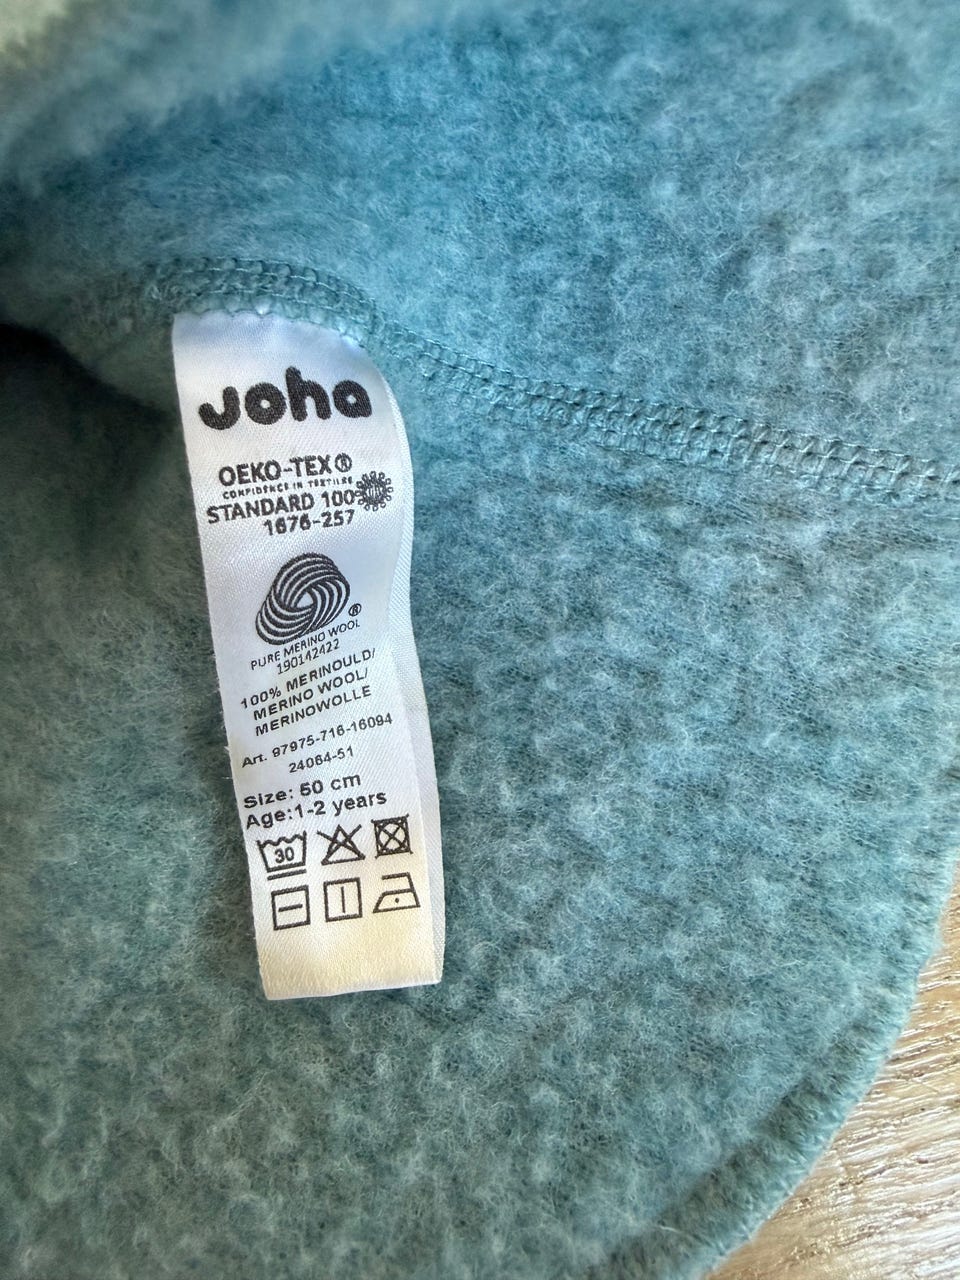 Joha
OEKO-TEX®
CONFIDENCE IN TEXTILES
STANDARD 100
1676-257
®
PURE MERINO WOOL
190142422
100% MERINOULD/
MERINO WOOL/
MERINOWOLLE
Art. 97975-716-16094
24064-51
Size: 50 cm
Age:1-2 years
30